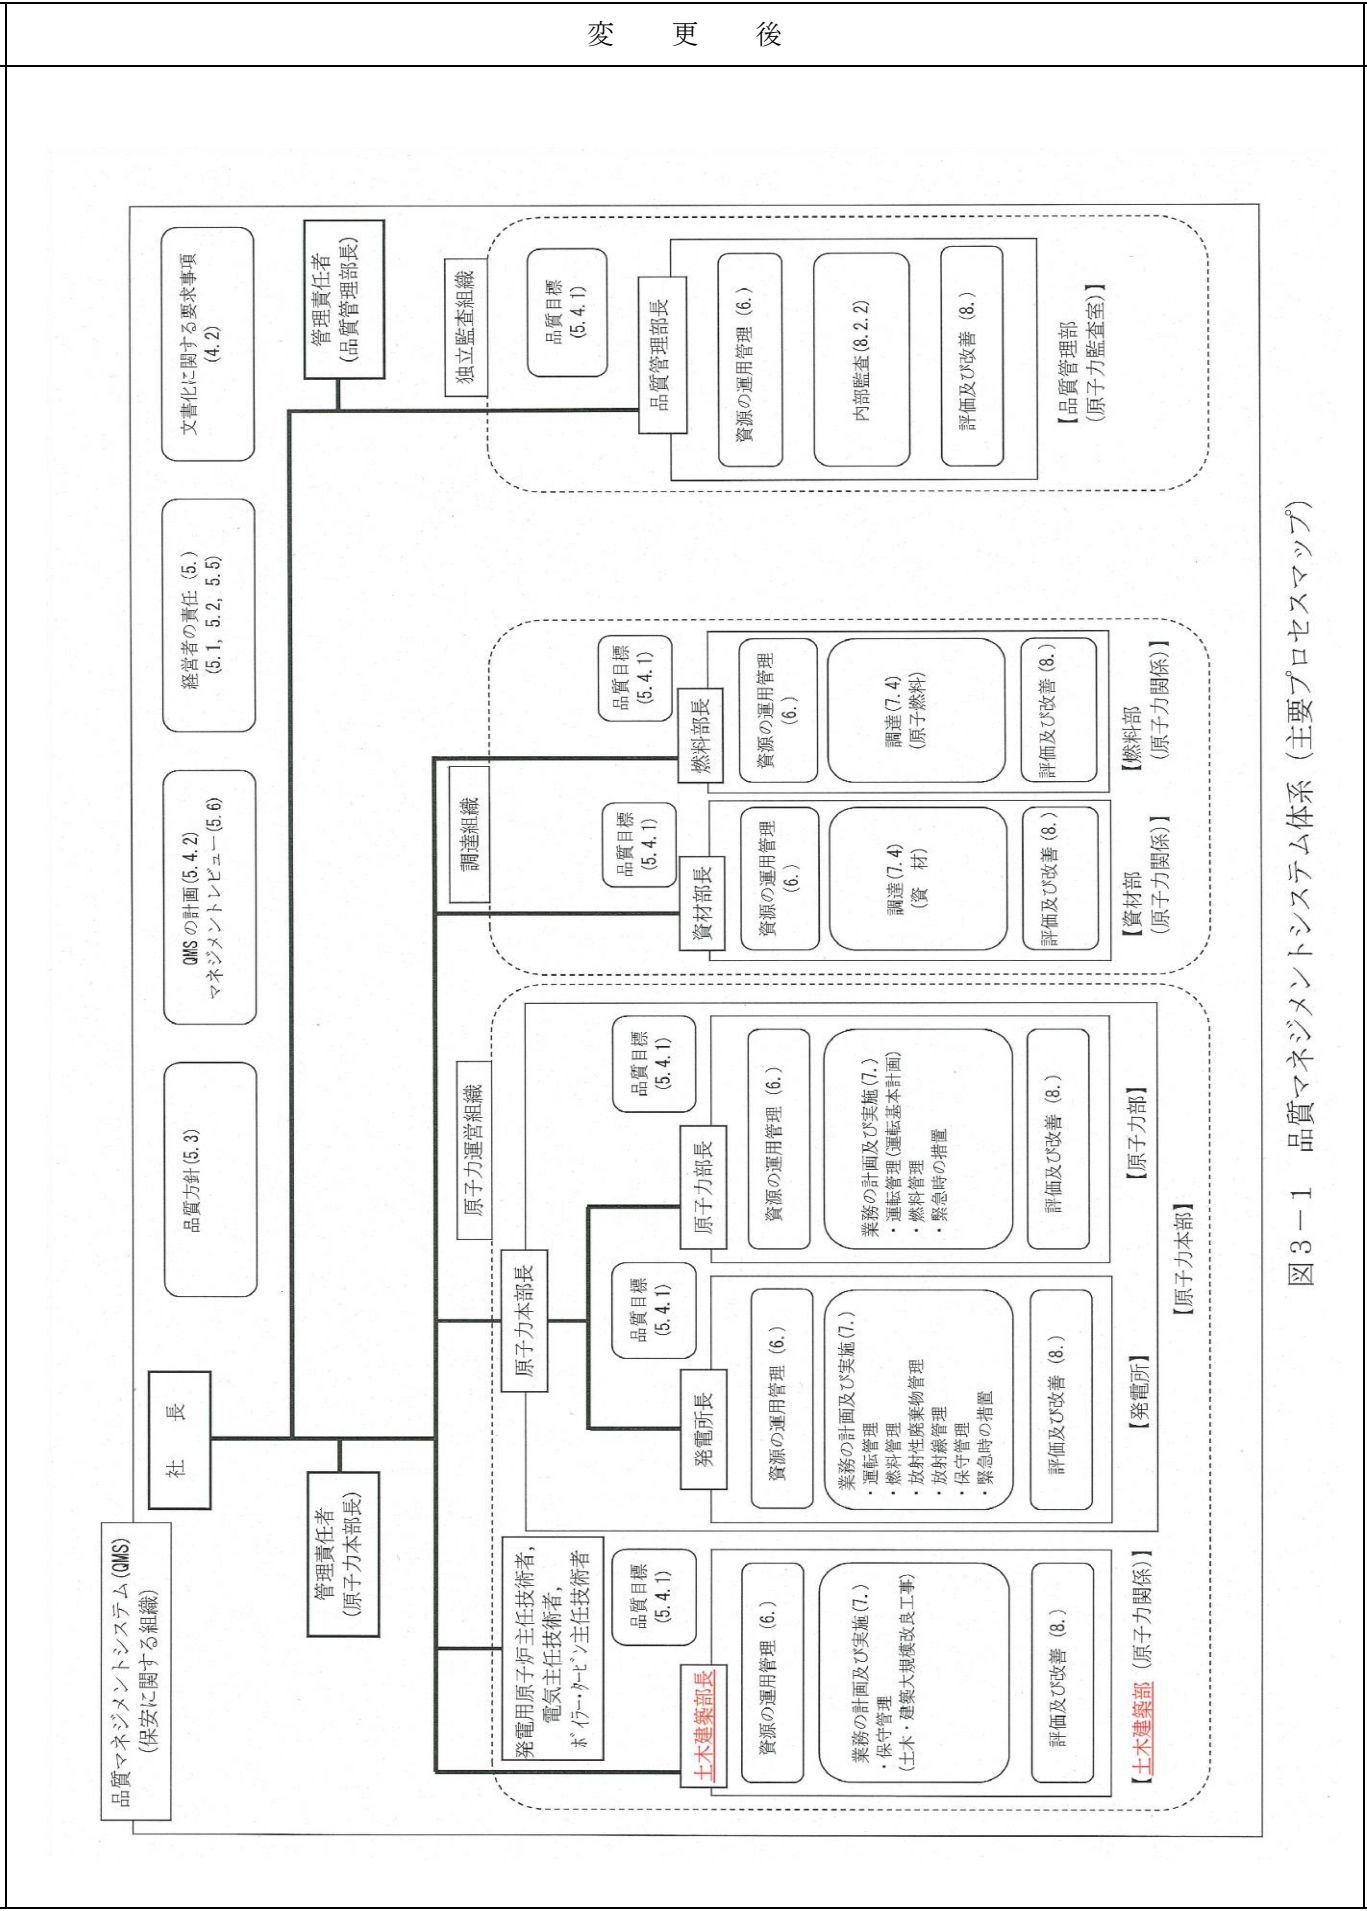 変 更 後
品質マネジメントシステム(QMS)
(保安に関する組織)
社 長
品質方針(5.3)
QMSの計画(5.4.2)
マネジメントレビュー(5.6)
経営者の責任 (5.)
(5.1, 5.2, 5.5)
文書化に関する要求事項
(4.2)
管理責任者
(原子力本部長)
管理責任者
(品質管理部長)
原子力運営組織
調達組織
独立監査組織
発電用原子炉主任技術者,
電気主任技術者,
ボイラー・タービン主任技術者
原子力本部長
土木建築部長
品質目標
(5.4.1)
資源の運用管理 (6.)
業務の計画及び実施(7.)
・保守管理
(土木・建築大規模改良工事)
評価及び改善 (8.)
【土木建築部 (原子力関係)】
発電所長
品質目標
(5.4.1)
資源の運用管理 (6.)
業務の計画及び実施(7.)
・運転管理
・燃料管理
・放射性廃棄物管理
・放射線管理
・保守管理
・緊急時の措置
評価及び改善 (8.)
【発電所】
原子力部長
品質目標
(5.4.1)
資源の運用管理 (6.)
業務の計画及び実施(7.)
・運転管理(運転基本計画)
・燃料管理
・緊急時の措置
評価及び改善 (8.)
【原子力部】
【原子力本部】
資材部長
品質目標
(5.4.1)
資源の運用管理
(6.)
調達(7.4)
(資 材)
評価及び改善(8.)
【資材部
(原子力関係)】
燃料部長
品質目標
(5.4.1)
資源の運用管理
(6.)
調達(7.4)
(原子燃料)
評価及び改善(8.)
【燃料部
(原子力関係)】
品質目標
(5.4.1)
品質管理部長
資源の運用管理 (6.)
内部監査(8.2.2)
評価及び改善 (8.)
【品質管理部
(原子力監査室)】
図3-1 品質マネジメントシステム体系(主要プロセスマップ)